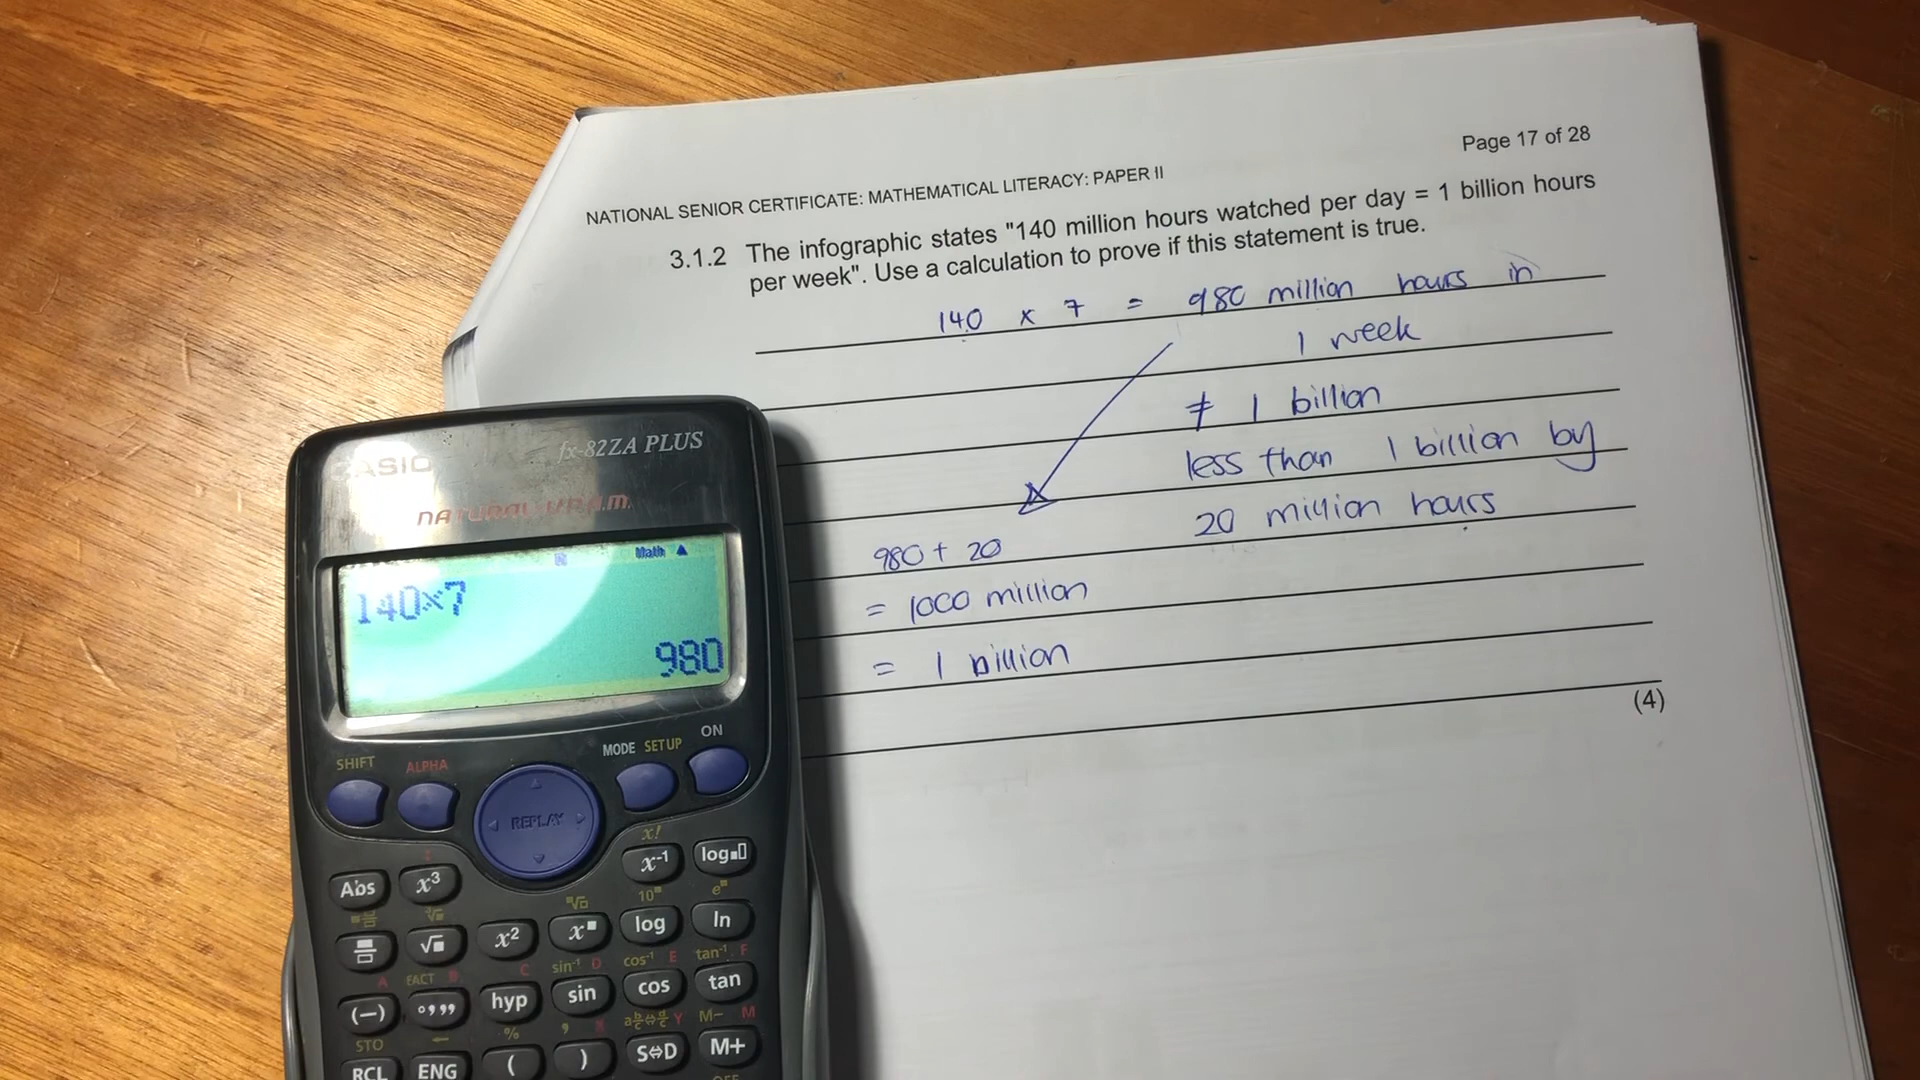 Page 17 of 28
NATIONAL SENIOR CERTIFICATE: MATHEMATICAL LITERACY: PAPER II
3.1.2 The infographic states "140 million hours watched per day = 1 billion hours
per week". Use a calculation to prove if this statement is true.
140 x 7 = 980 million hours in
1 week
≠ 1 billion
less than 1 billion by
20 million hours
980 + 20
= 1000 million
= 1 billion
(4)
CASIO
fx-82ZA PLUS
NATURAL-V.P.A.M.
Math ▲
140×7
980
SHIFT ALPHA MODE SETUP ON
REPLAY
x!
Abs x³ x⁻¹ log
10 e
x² x log ln
sin⁻¹ D cos⁻¹ E tan⁻¹ F
A FACT B C
(−) °’’’ hyp sin cos tan
STO ← % , M− M
RCL ENG ( ) S⇔D M+